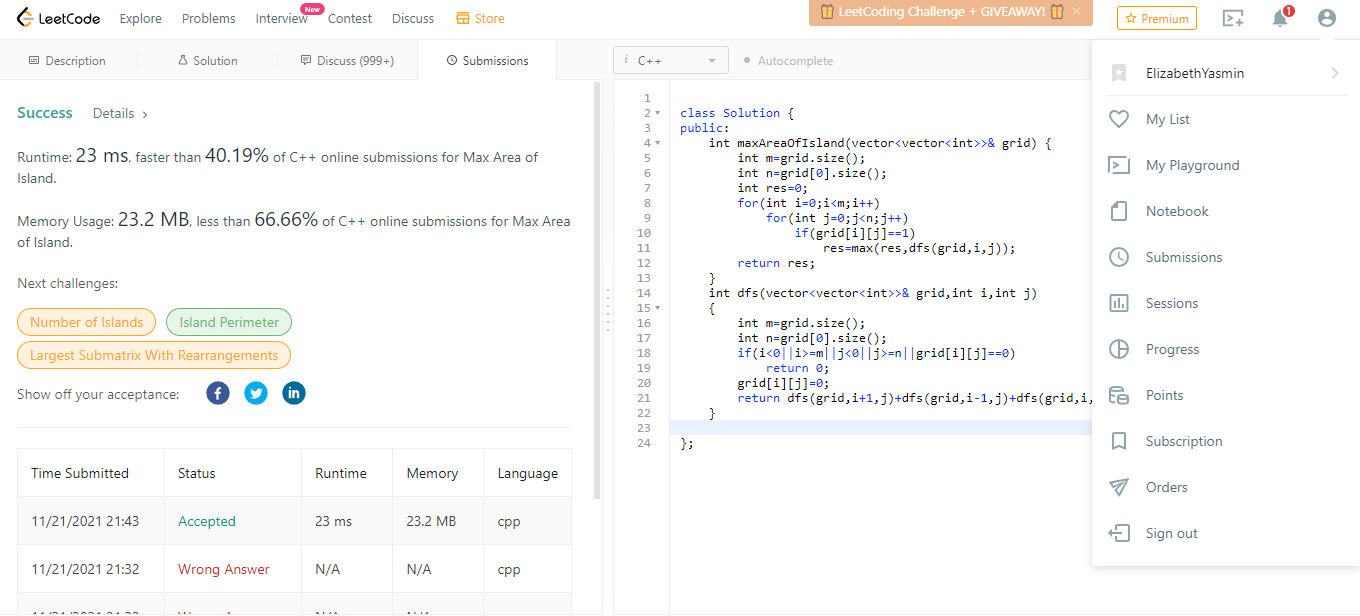 LeetCode Explore Problems Interview New Contest Discuss Store LeetCoding Challenge + GIVEAWAY! × Premium 1
Description Solution Discuss (999+) Submissions
i C++ Autocomplete
Success Details
Runtime: 23 ms, faster than 40.19% of C++ online submissions for Max Area of
Island.
Memory Usage: 23.2 MB, less than 66.66% of C++ online submissions for Max Area
of Island.
Next challenges:
Number of Islands Island Perimeter
Largest Submatrix With Rearrangements
Show off your acceptance:
Time Submitted Status Runtime Memory Language
11/21/2021 21:43 Accepted 23 ms 23.2 MB cpp
11/21/2021 21:32 Wrong Answer N/A N/A cpp
1
2 class Solution {
3 public:
4 int maxAreaOfIsland(vector<vector<int>>& grid) {
5 int m=grid.size();
6 int n=grid[0].size();
7 int res=0;
8 for(int i=0;i<m;i++)
9 for(int j=0;j<n;j++)
10 if(grid[i][j]==1)
11 res=max(res,dfs(grid,i,j));
12 return res;
13 }
14 int dfs(vector<vector<int>>& grid,int i,int j)
15 {
16 int m=grid.size();
17 int n=grid[0].size();
18 if(i<0||i>=m||j<0||j>=n||grid[i][j]==0)
19 return 0;
20 grid[i][j]=0;
21 return dfs(grid,i+1,j)+dfs(grid,i-1,j)+dfs(grid,i,
22 }
23
24 };
ElizabethYasmin
My List
My Playground
Notebook
Submissions
Sessions
Progress
Points
Subscription
Orders
Sign out